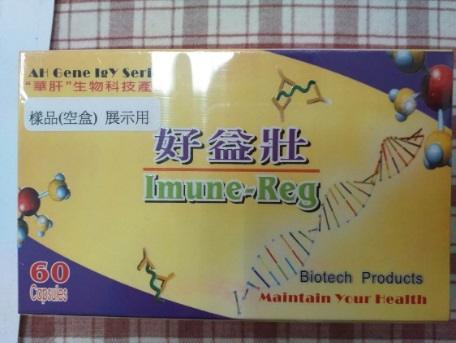 AH Gene IgY Seri
"華肝"生物科技產
樣品(空盒) 展示用
好益壯
Imune-Reg
60
Capsules
Biotech Products
Maintain Your Health